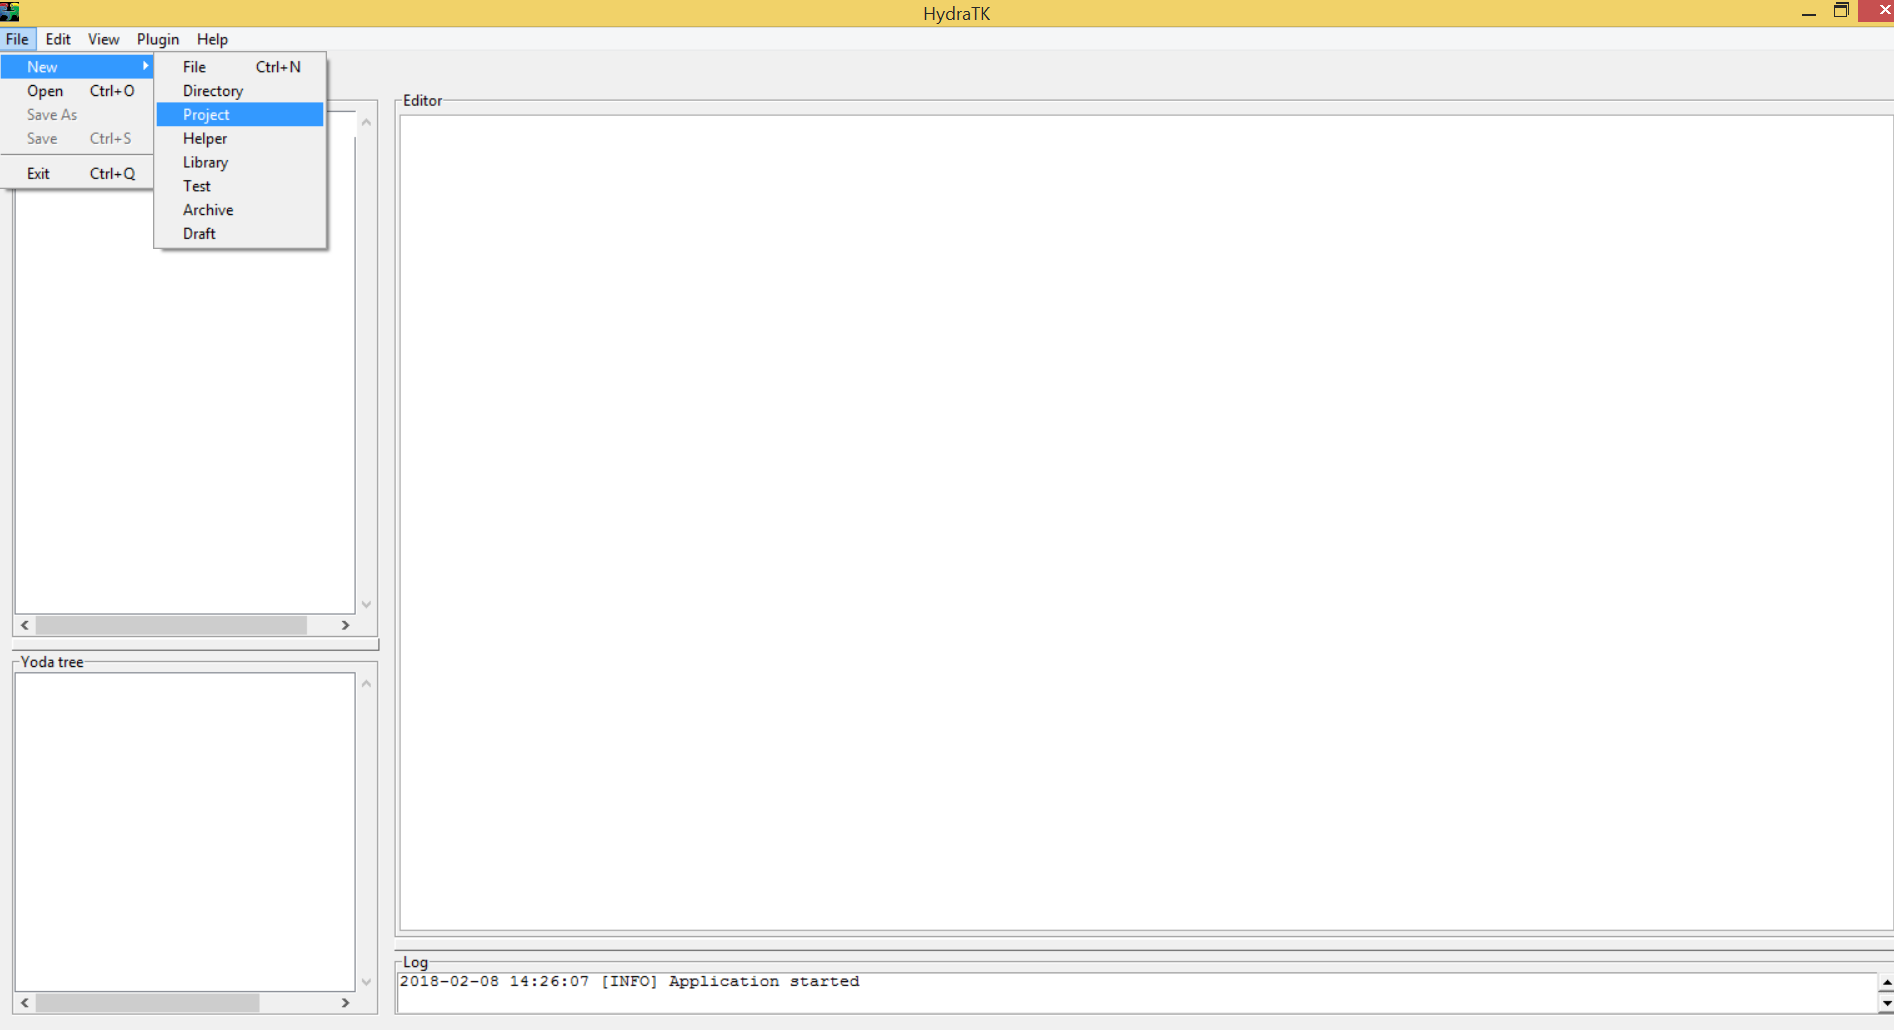 HydraTK
File Edit View Plugin Help
New
Open Ctrl+O
Save As
Save Ctrl+S
Exit Ctrl+Q
File Ctrl+N
Directory
Project
Helper
Library
Test
Archive
Draft
Editor
Yoda tree
Log
2018-02-08 14:26:07 [INFO] Application started